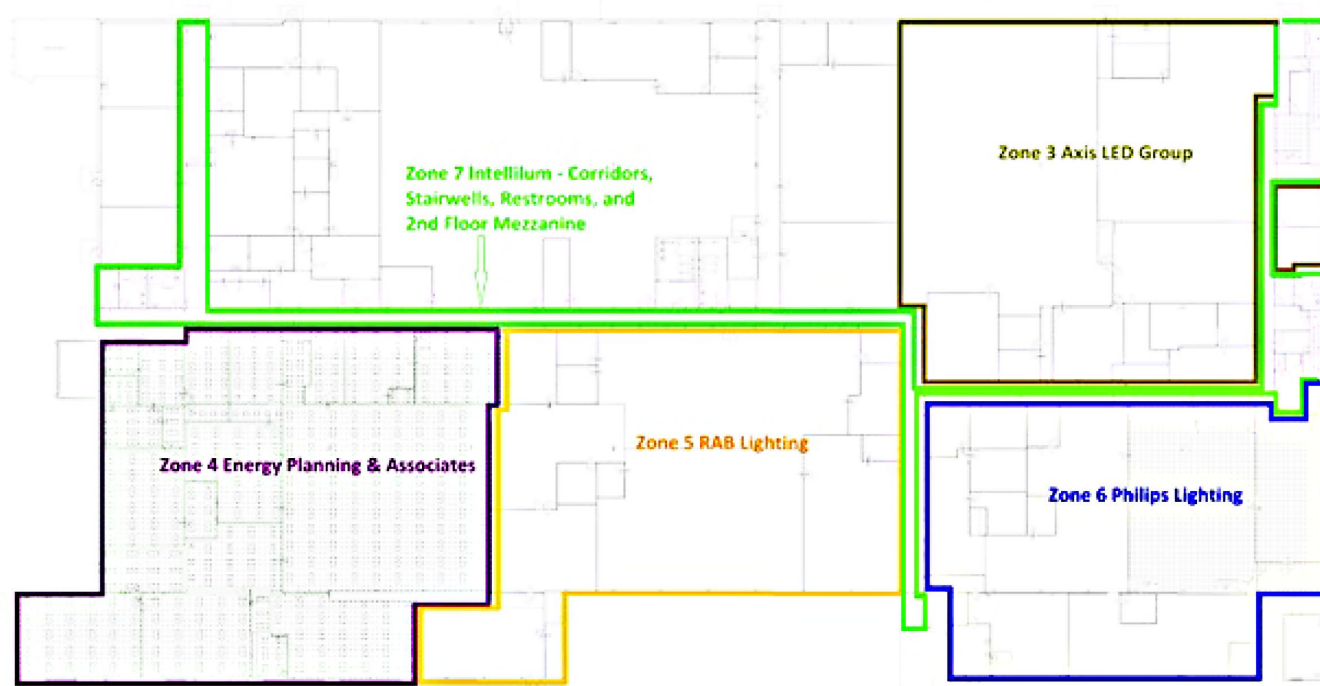 Zone 3 Axis LED Group
Zone 7 Intellilum - Corridors,
Stairwells, Restrooms, and
2nd Floor Mezzanine
Zone 5 RAB Lighting
Zone 4 Energy Planning & Associates
Zone 6 Philips Lighting